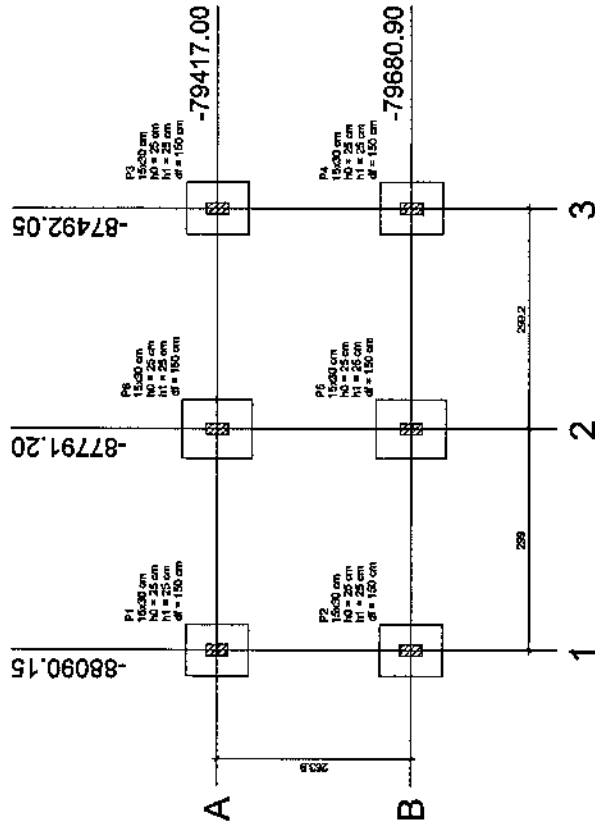 -88090.15
-87791.20
-87492.05
P1
15x30 cm
h0 = 25 cm
h1 = 25 cm
df = 150 cm
P6
15x30 cm
h0 = 25 cm
h1 = 25 cm
df = 150 cm
P3
15x30 cm
h0 = 25 cm
h1 = 25 cm
df = 150 cm
A
-79417.00
263.9
P2
15x30 cm
h0 = 25 cm
h1 = 25 cm
df = 150 cm
P5
15x30 cm
h0 = 25 cm
h1 = 25 cm
df = 150 cm
P4
15x30 cm
h0 = 25 cm
h1 = 25 cm
df = 150 cm
B
-79680.90
299
299.2
1
2
3